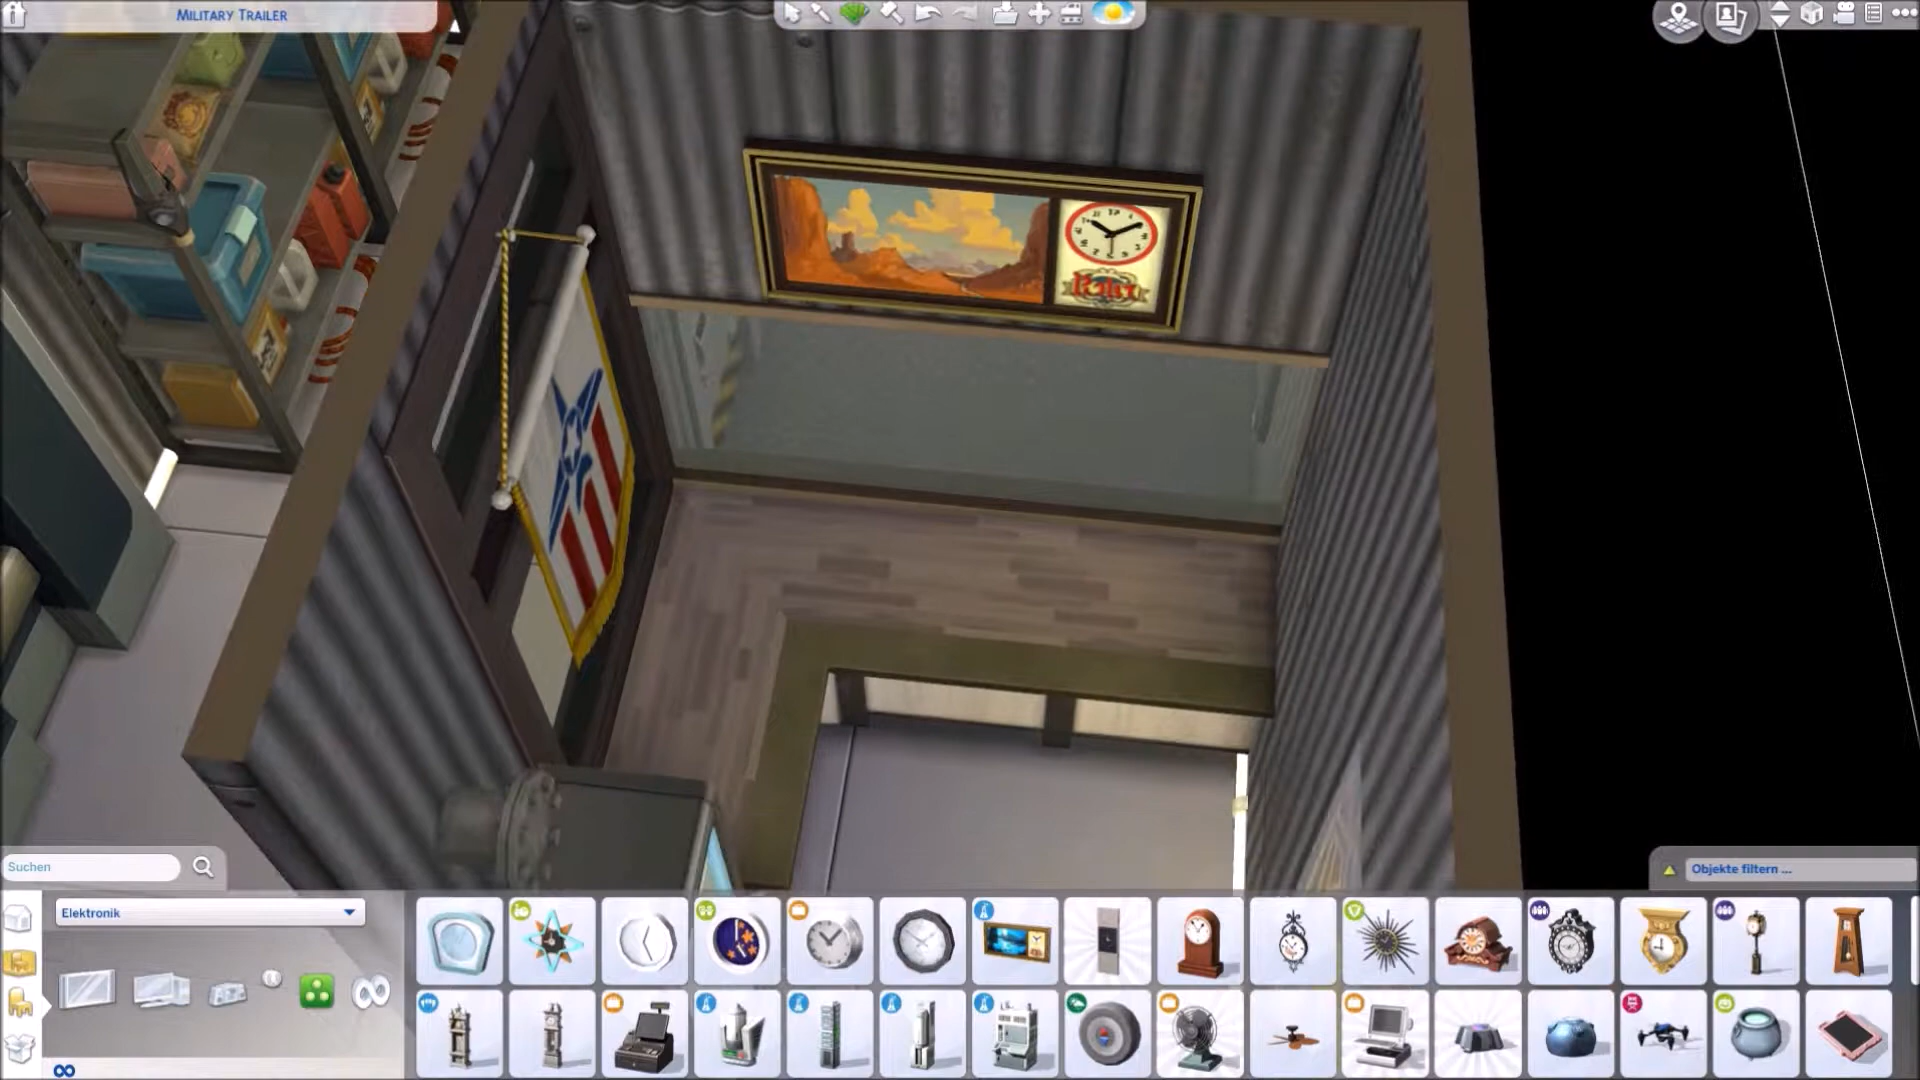 Military Trailer
Suchen
Objekte filtern ...
Elektronik